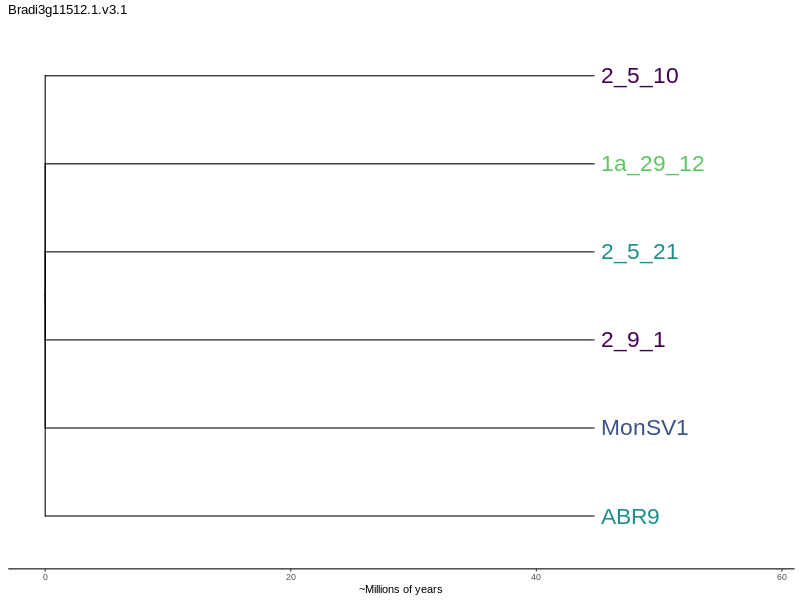 Bradi3g11512.1.v3.1
2_5_10
1a_29_12
2_5_21
2_9_1
MonSV1
ABR9
0 20 40 60
~Millions of years